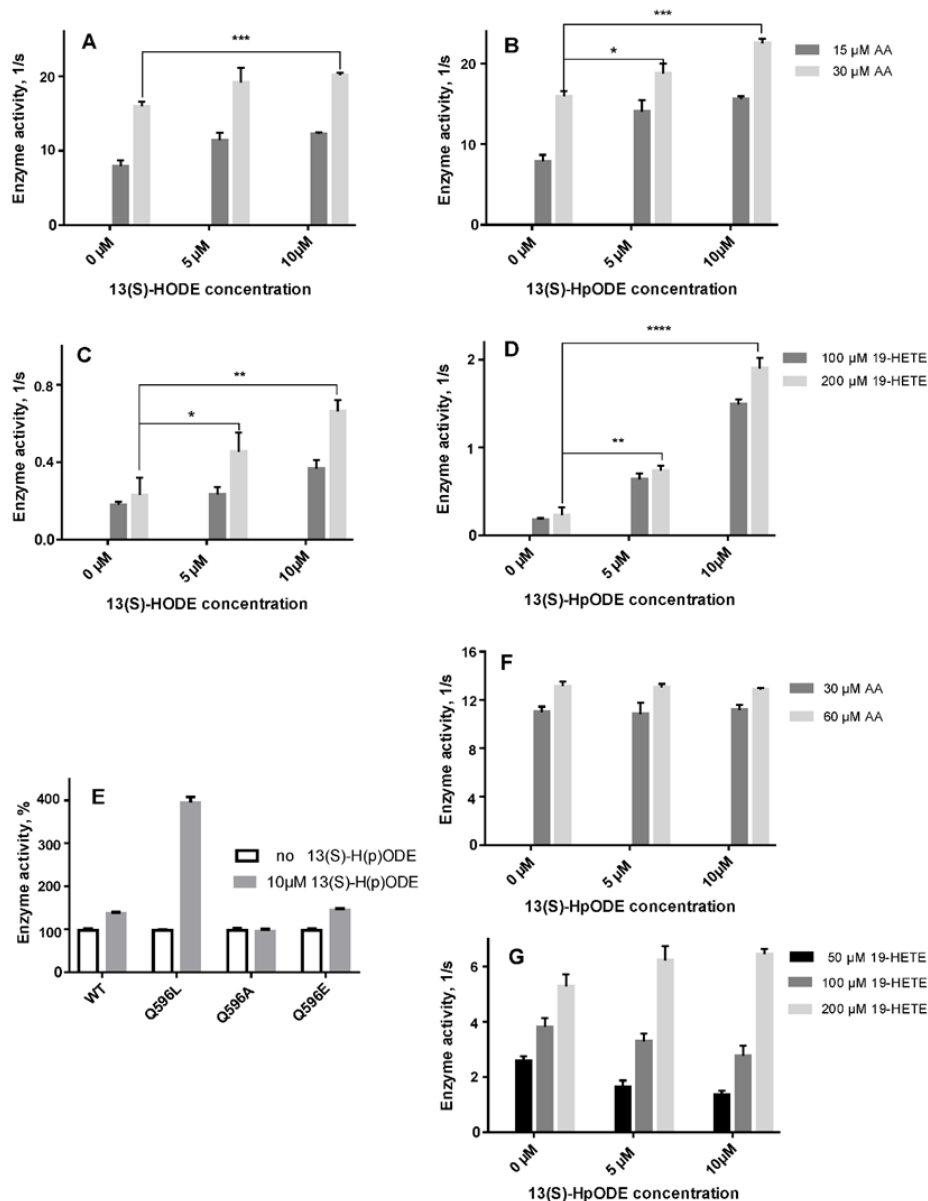 A
***
Enzyme activity, 1/s
20
10
0
0 µM
5 µM
10µM
13(S)-HODE concentration
B
***
*
Enzyme activity, 1/s
20
10
0
0 µM
5 µM
10µM
13(S)-HpODE concentration
15 µM AA
30 µM AA
C
**
*
Enzyme activity, 1/s
0.8
0.4
0.0
0 µM
5 µM
10µM
13(S)-HODE concentration
D
****
**
Enzyme activity, 1/s
2
1
0
0 µM
5 µM
10µM
13(S)-HpODE concentration
100 µM 19-HETE
200 µM 19-HETE
E
Enzyme activity, %
400
300
200
100
0
WT
Q596L
Q596A
Q596E
no 13(S)-H(p)ODE
10µM 13(S)-H(p)ODE
F
Enzyme activity, 1/s
16
12
8
4
0
0 µM
5 µM
10µM
13(S)-HpODE concentration
30 µM AA
60 µM AA
G
Enzyme activity, 1/s
6
4
2
0
0 µM
5 µM
10µM
13(S)-HpODE concentration
50 µM 19-HETE
100 µM 19-HETE
200 µM 19-HETE